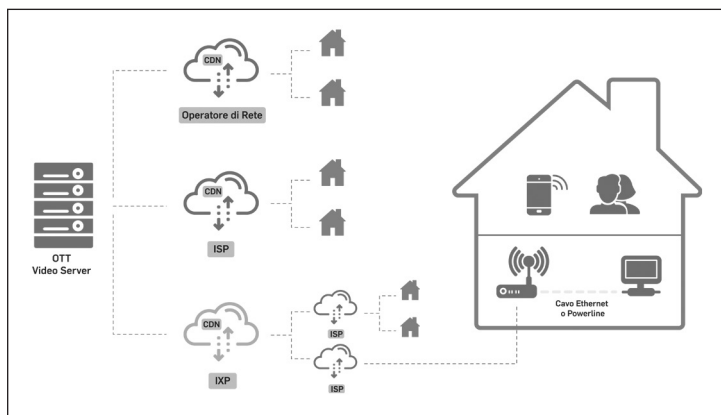 CDN
Operatore di Rete
CDN
ISP
OTT
Video Server
CDN
IXP
ISP
ISP
Cavo Ethernet
o Powerline